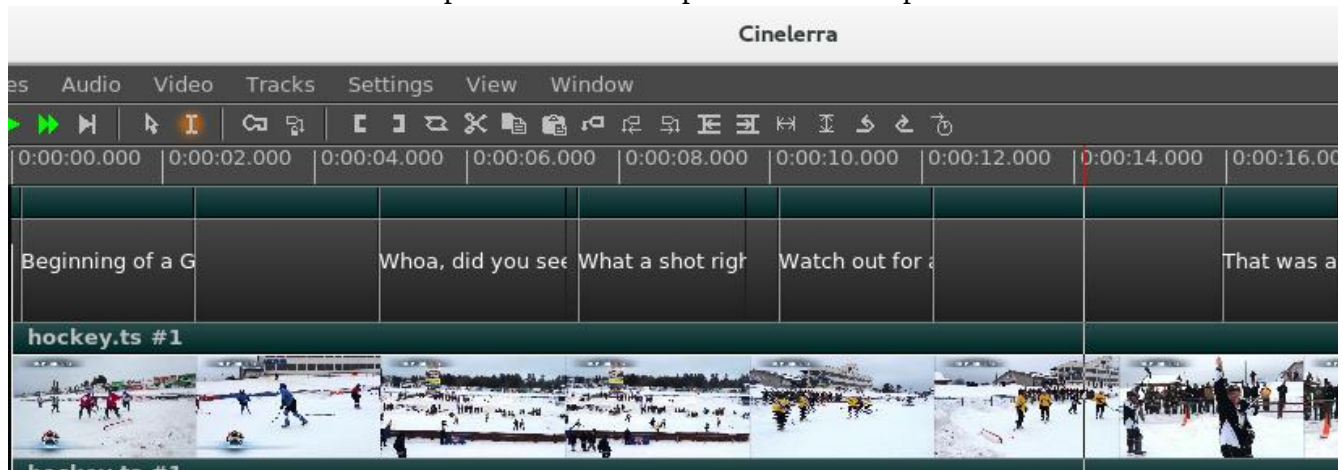 Cinelerra
es Audio Video Tracks Settings View Window
0:00:00.000 0:00:02.000 0:00:04.000 0:00:06.000 0:00:08.000 0:00:10.000 0:00:12.000 0:00:14.000 0:00:16.00
Beginning of a G Whoa, did you see What a shot righ Watch out for a That was a
hockey.ts #1
hockey.ts #1